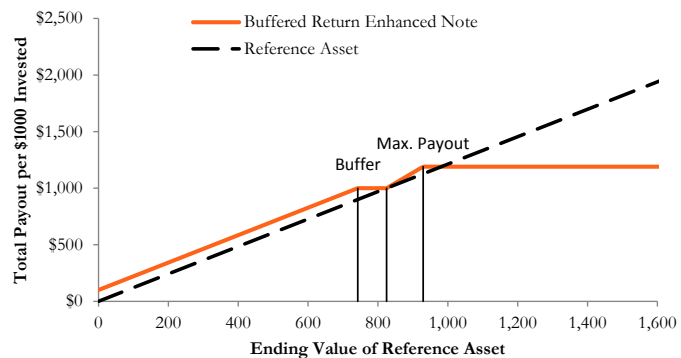 Buffered Return Enhanced Note
Reference Asset
Total Payout per $1000 Invested
$2,500
$2,000
$1,500
$1,000
$500
$0
Max. Payout
Buffer
0 200 400 600 800 1,000 1,200 1,400 1,600
Ending Value of Reference Asset